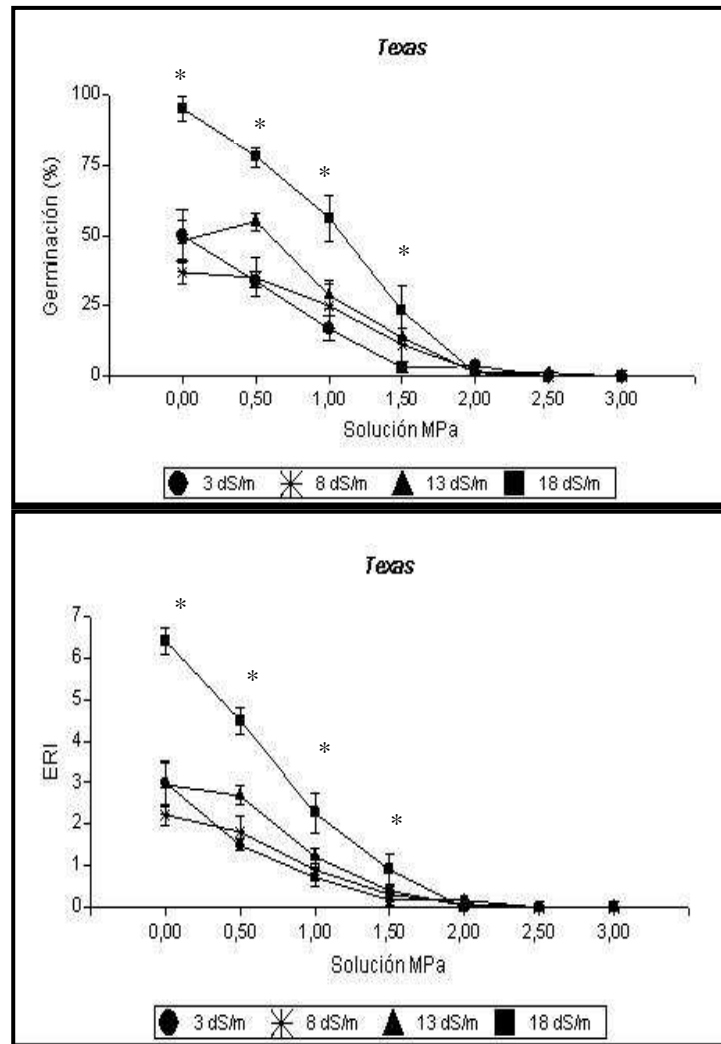 Texas
*
*
*
*
100
75
50
25
0
Germinación (%)
0,00 0,50 1,00 1,50 2,00 2,50 3,00
Solución MPa
3 dS/m 8 dS/m 13 dS/m 18 dS/m
Texas
*
*
*
*
7
6
5
4
3
2
1
0
ERI
0,00 0,50 1,00 1,50 2,00 2,50 3,00
Solución MPa
3 dS/m 8 dS/m 13 dS/m 18 dS/m